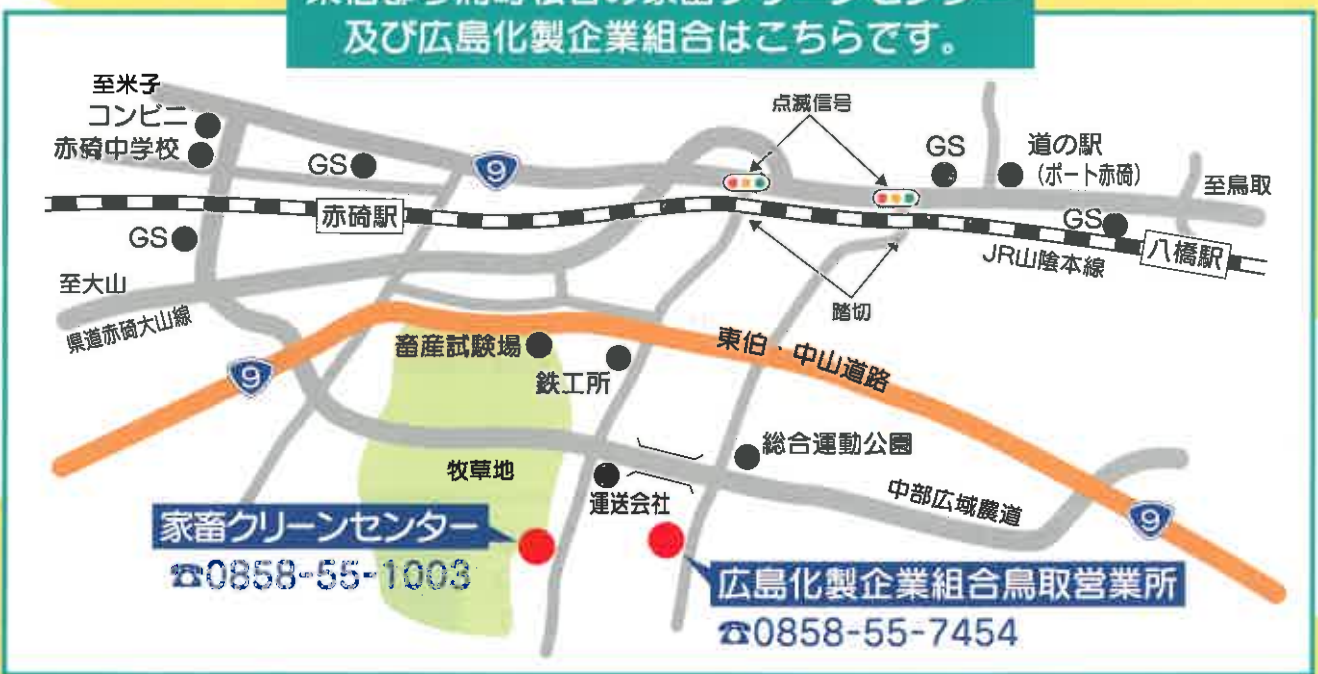 及び広島化製企業組合はこちらです。
至米子
コンビニ
赤碕中学校
GS
9
点滅信号
GS
道の駅
(ポート赤碕)
至鳥取
赤碕駅
GS
GS
八橋駅
JR山陰本線
至大山
県道赤碕大山線
踏切
9
畜産試験場
鉄工所
東伯・中山道路
総合運動公園
牧草地
運送会社
中部広域農道
9
家畜クリーンセンター
☎0858-55-1003
広島化製企業組合鳥取営業所
☎0858-55-7454